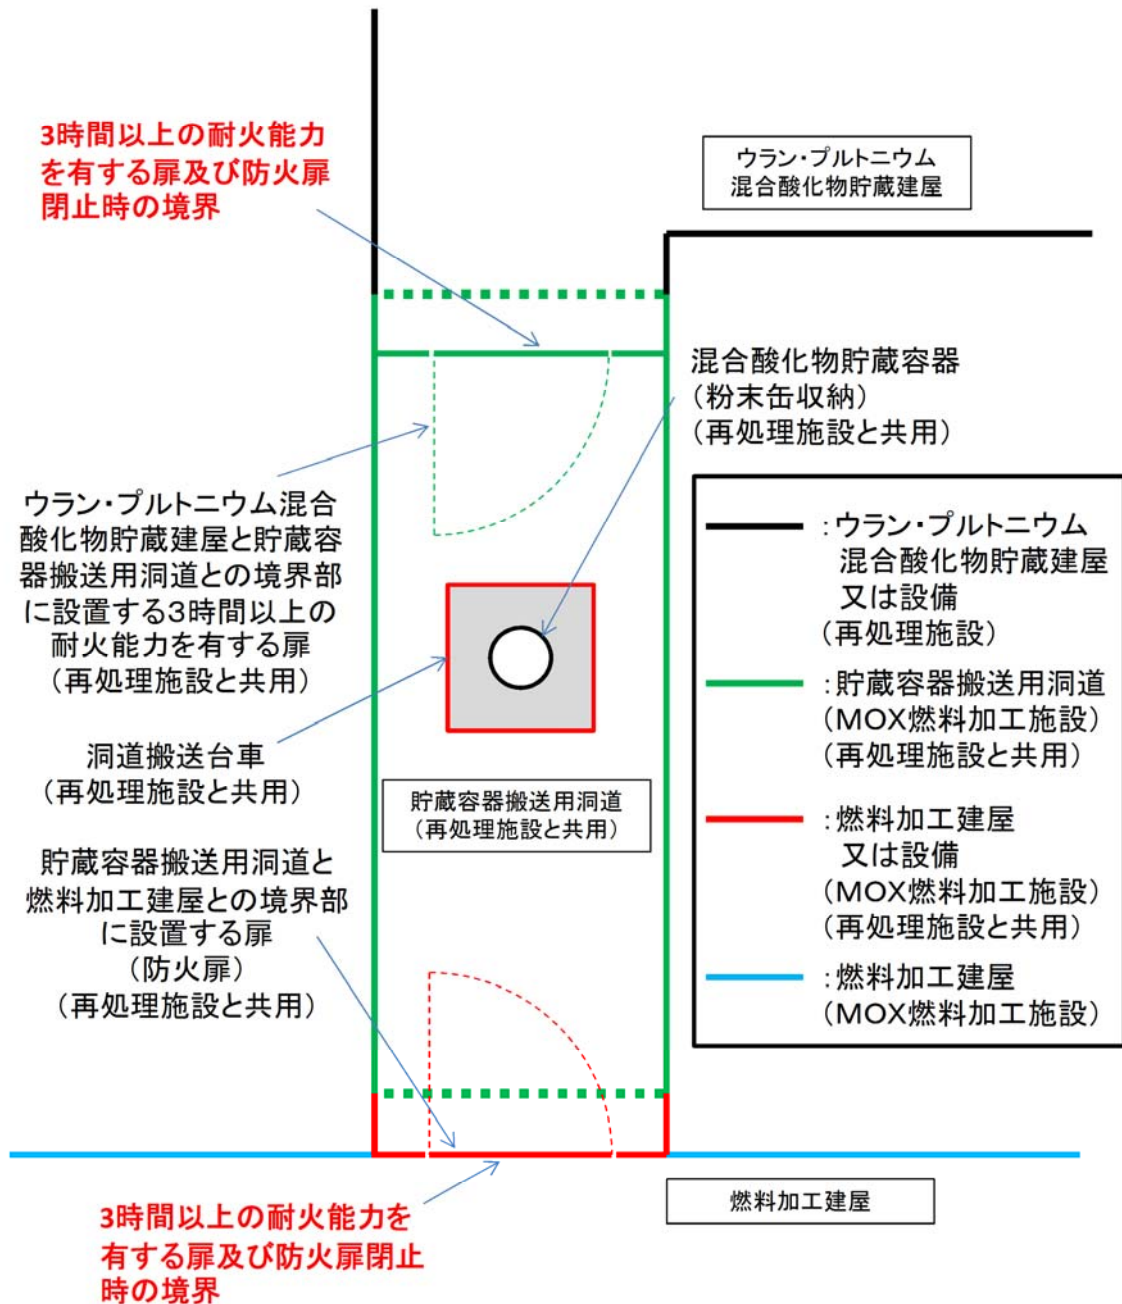 3時間以上の耐火能力
を有する扉及び防火扉
閉止時の境界
ウラン・プルトニウム
混合酸化物貯蔵建屋
混合酸化物貯蔵容器
（粉末缶収納）
（再処理施設と共用）
ウラン・プルトニウム混合
酸化物貯蔵建屋と貯蔵容
器搬送用洞道との境界部
に設置する3時間以上の
耐火能力を有する扉
（再処理施設と共用）
洞道搬送台車
（再処理施設と共用）
貯蔵容器搬送用洞道
（再処理施設と共用）
貯蔵容器搬送用洞道と
燃料加工建屋との境界部
に設置する扉
（防火扉）
（再処理施設と共用）
：ウラン・プルトニウム
混合酸化物貯蔵建屋
又は設備
（再処理施設）
：貯蔵容器搬送用洞道
（MOX燃料加工施設）
（再処理施設と共用）
：燃料加工建屋
又は設備
（MOX燃料加工施設）
（再処理施設と共用）
：燃料加工建屋
（MOX燃料加工施設）
燃料加工建屋
3時間以上の耐火能力を
有する扉及び防火扉閉止
時の境界